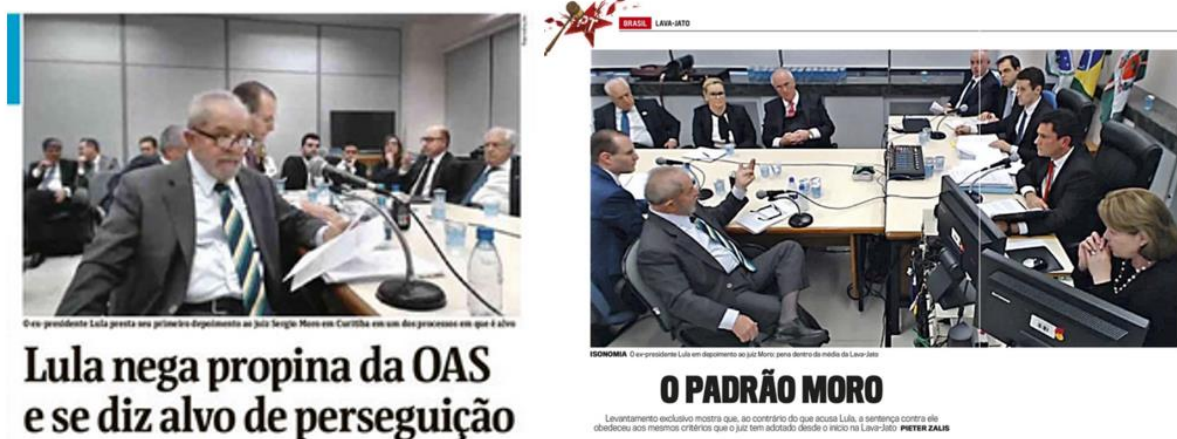 O ex-presidente Lula presta seu primeiro depoimento ao juiz Sergio Moro em Curitiba em um dos processos em que é alvo
Lula nega propina da OAS
e se diz alvo de perseguição
PT
BRASIL LAVA-JATO
ISONOMIA O ex-presidente Lula em depoimento ao juiz Moro: pena dentro da média da Lava-Jato
O PADRÃO MORO
Levantamento exclusivo mostra que, ao contrário do que acusa Lula, a sentença contra ele
obedeceu aos mesmos critérios que o juiz tem adotado desde o início na Lava-Jato PIETER ZALIS